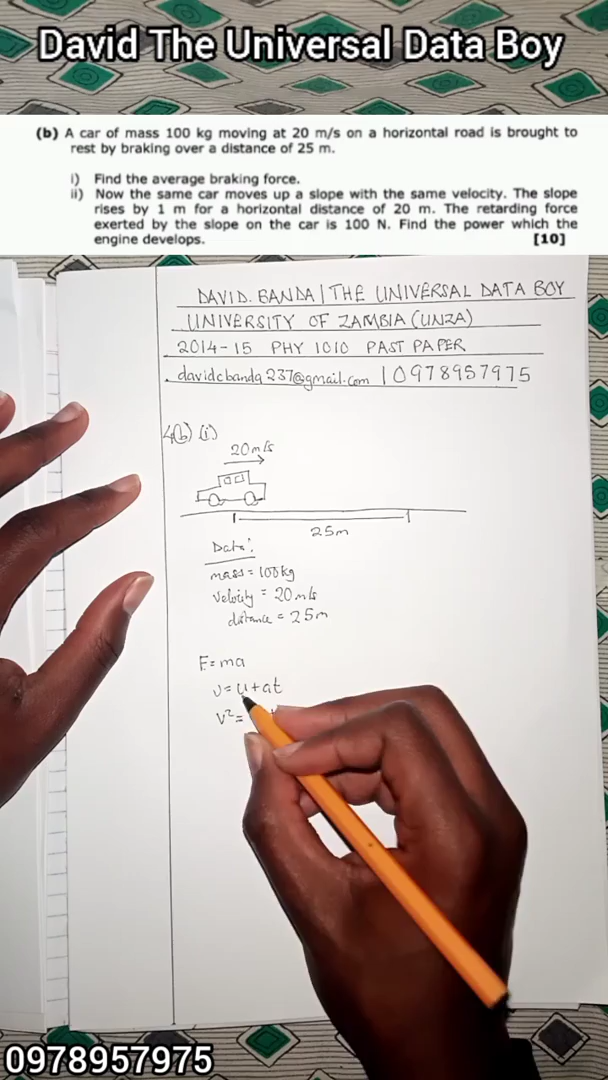 David The Universal Data Boy
(b) A car of mass 100 kg moving at 20 m/s on a horizontal road is brought to
rest by braking over a distance of 25 m.
i) Find the average braking force.
ii) Now the same car moves up a slope with the same velocity. The slope
rises by 1 m for a horizontal distance of 20 m. The retarding force
exerted by the slope on the car is 100 N. Find the power which the
engine develops. [10]
DAVID. BANDA | THE UNIVERSAL DATA BOY
UNIVERSITY OF ZAMBIA (UNZA)
2014-15 PHY 1010 PAST PAPER
davidcbanda237@gmail.com | 0978957975
4(b) (i)
20m/s
25m
Data:
mass = 100kg
velocity = 20m/s
distance = 25m
F = ma
v = u + at
v² =
0978957975